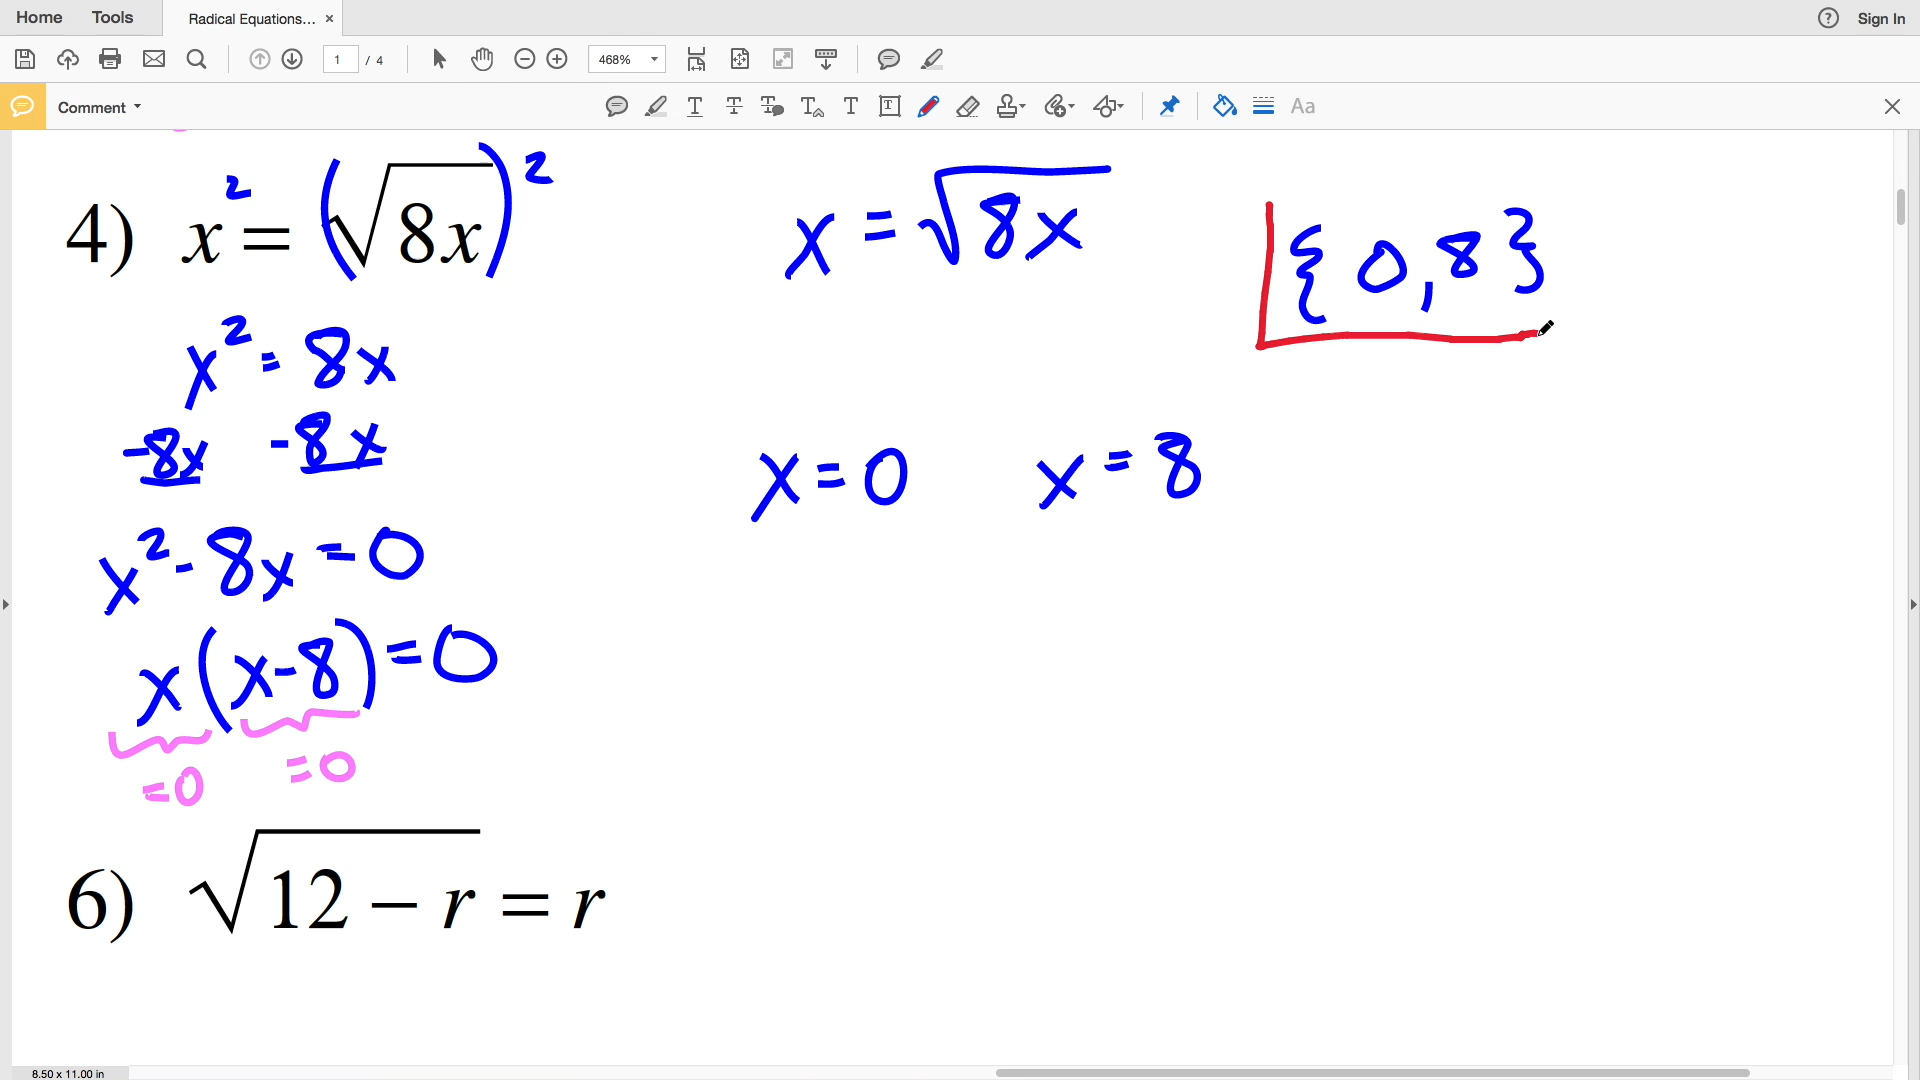 Home Tools Radical Equations... × ? Sign In
1 / 4 468%
Comment Aa
4) x² = (√8x)²
x = √8x
{0,8}
x² = 8x
-8x -8x
x=0 x=8
x²-8x=0
x(x-8)=0
=0 =0
6) √12 − r = r
8.50 x 11.00 in